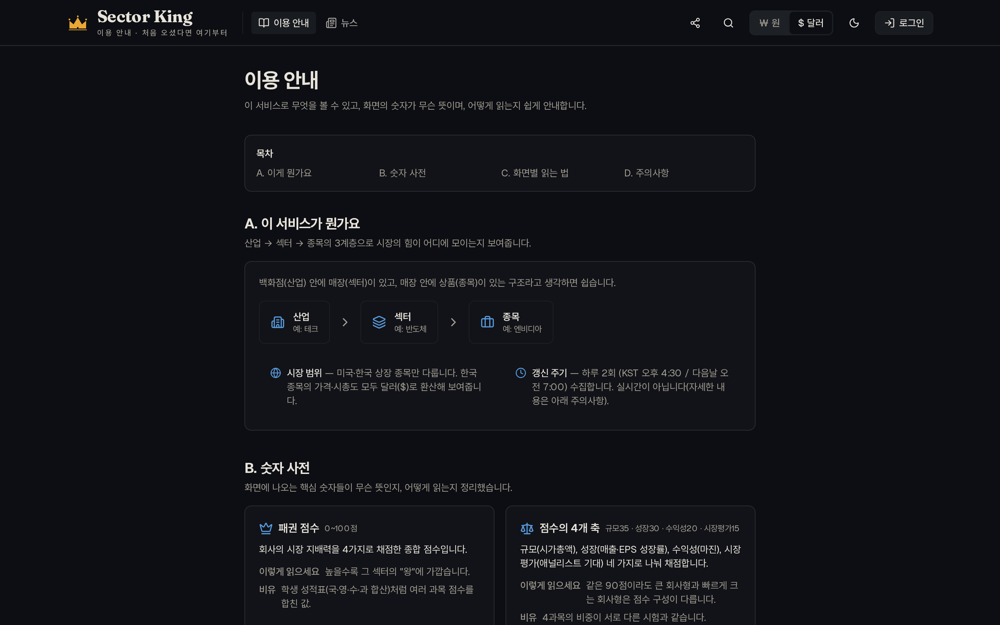 Sector King
이용 안내 · 처음 오셨다면 여기부터
이용 안내
뉴스
₩ 원
$ 달러
로그인
이용 안내
이 서비스로 무엇을 볼 수 있고, 화면의 숫자가 무슨 뜻이며, 어떻게 읽는지 쉽게 안내합니다.
목차
A. 이게 뭔가요
B. 숫자 사전
C. 화면별 읽는 법
D. 주의사항
A. 이 서비스가 뭔가요
산업 → 섹터 → 종목의 3계층으로 시장의 힘이 어디에 모이는지 보여줍니다.
백화점(산업) 안에 매장(섹터)이 있고, 매장 안에 상품(종목)이 있는 구조라고 생각하면 쉽습니다.
산업
예: 테크
섹터
예: 반도체
종목
예: 엔비디아
시장 범위 — 미국·한국 상장 종목만 다룹니다. 한국
종목의 가격·시총도 모두 달러($)로 환산해 보여줍니
다.
갱신 주기 — 하루 2회 (KST 오후 4:30 / 다음날 오
전 7:00) 수집합니다. 실시간이 아닙니다(자세한 내
용은 아래 주의사항).
B. 숫자 사전
화면에 나오는 핵심 숫자들이 무슨 뜻인지, 어떻게 읽는지 정리했습니다.
패권 점수 0~100점
회사의 시장 지배력을 4가지로 채점한 종합 점수입니다.
이렇게 읽으세요 높을수록 그 섹터의 "왕"에 가깝습니다.
비유 학생 성적표(국·영·수·과 합산)처럼 여러 과목 점수를
합친 값.
점수의 4개 축 규모35 · 성장30 · 수익성20 · 시장평가15
규모(시가총액), 성장(매출·EPS 성장률), 수익성(마진), 시장
평가(애널리스트 기대) 네 가지로 나눠 채점합니다.
이렇게 읽으세요 같은 90점이라도 큰 회사형과 빠르게 크
는 회사형은 점수 구성이 다릅니다.
비유 4과목의 비중이 서로 다른 시험과 같습니다.